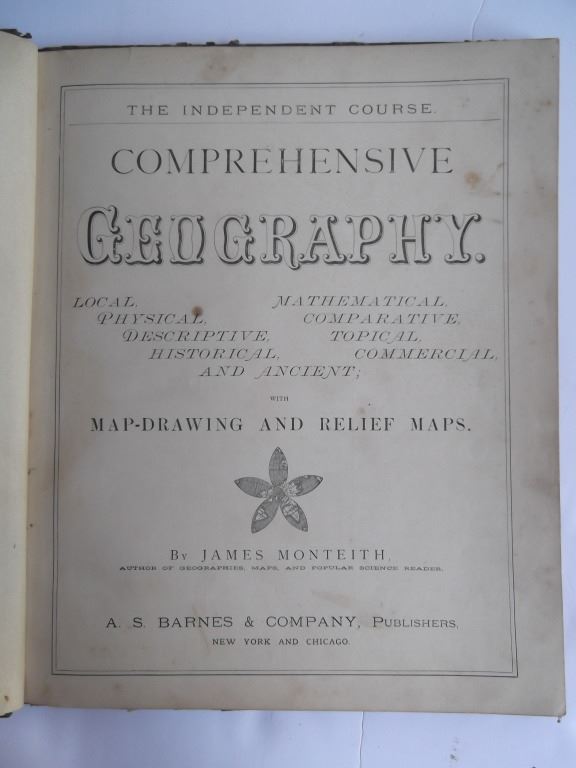 THE INDEPENDENT COURSE.
COMPREHENSIVE
GEOGRAPHY.
LOCAL, MATHEMATICAL,
PHYSICAL, COMPARATIVE,
DESCRIPTIVE, TOPICAL,
HISTORICAL, COMMERCIAL,
AND ANCIENT;
WITH
MAP-DRAWING AND RELIEF MAPS.
BY JAMES MONTEITH,
AUTHOR OF GEOGRAPHIES, MAPS, AND POPULAR SCIENCE READER.
A. S. BARNES & COMPANY, PUBLISHERS,
NEW YORK AND CHICAGO.